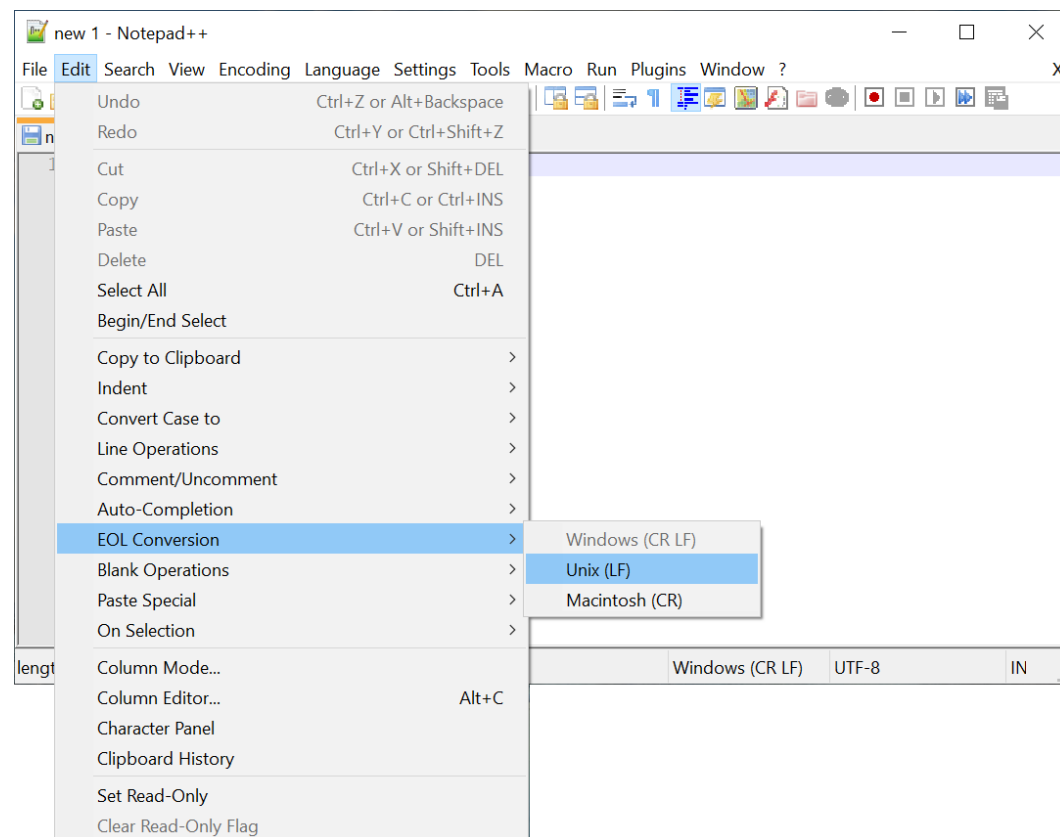 new 1 - Notepad++
File Edit Search View Encoding Language Settings Tools Macro Run Plugins Window ? X
Undo Ctrl+Z or Alt+Backspace
Redo Ctrl+Y or Ctrl+Shift+Z
Cut Ctrl+X or Shift+DEL
Copy Ctrl+C or Ctrl+INS
Paste Ctrl+V or Shift+INS
Delete DEL
Select All Ctrl+A
Begin/End Select
Copy to Clipboard
Indent
Convert Case to
Line Operations
Comment/Uncomment
Auto-Completion
EOL Conversion
Windows (CR LF)
Blank Operations
Unix (LF)
Paste Special
Macintosh (CR)
On Selection
Column Mode...
Windows (CR LF) UTF-8 IN
Column Editor... Alt+C
Character Panel
Clipboard History
Set Read-Only
Clear Read-Only Flag